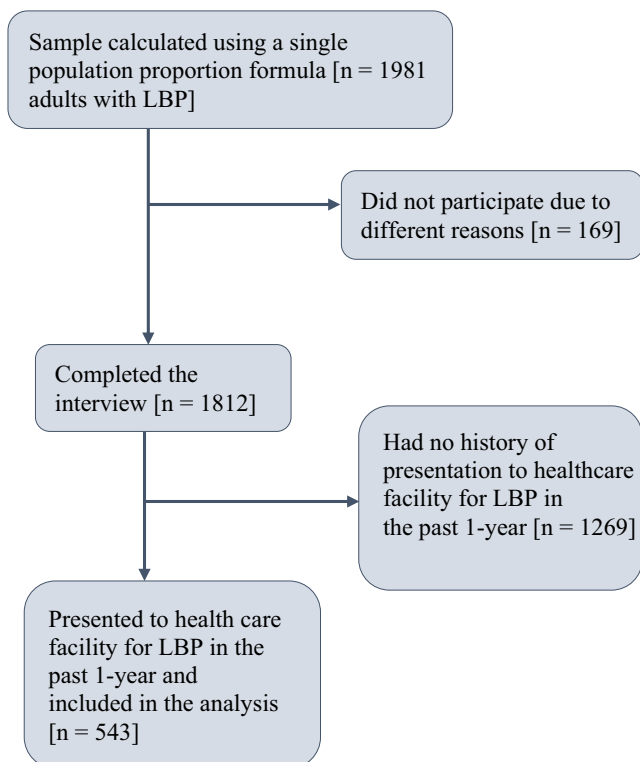 Sample calculated using a single
population proportion formula [n = 1981
adults with LBP]
Did not participate due to
different reasons [n = 169]
Completed the
interview [n = 1812]
Had no history of
presentation to healthcare
facility for LBP in
the past 1-year [n = 1269]
Presented to health care
facility for LBP in the
past 1-year and
included in the analysis
[n = 543]